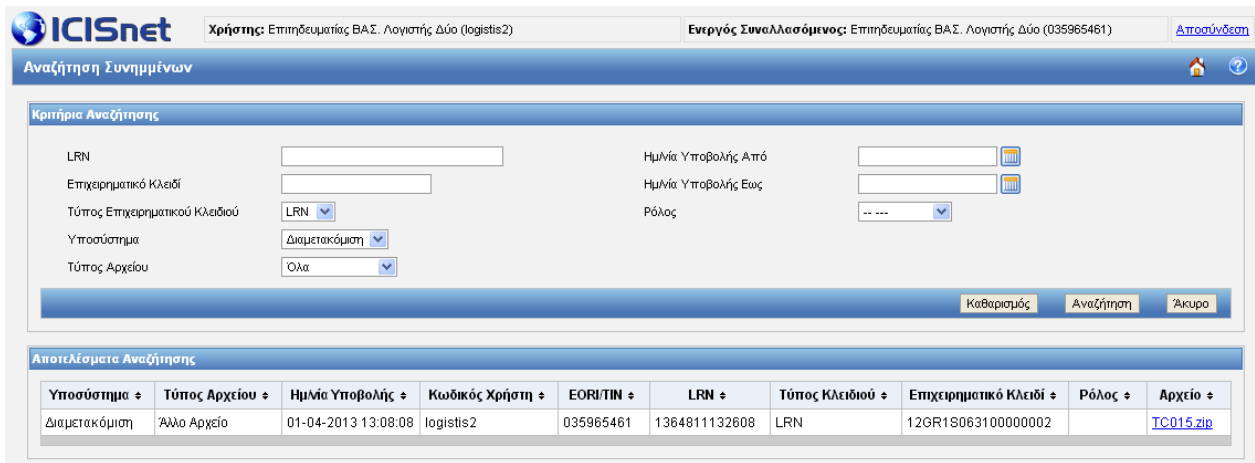 ICISnet Χρήστης: Επιτηδευματίας ΒΑΣ. Λογιστής Δύο (logistis2) Ενεργός Συναλλασόμενος: Επιτηδευματίας ΒΑΣ. Λογιστής Δύο (035965461) Αποσύνδεση
Αναζήτηση Συνημμένων
Κριτήρια Αναζήτησης
LRN Ημ/νία Υποβολής Από
Επιχειρηματικό Κλειδί Ημ/νία Υποβολής Εως
Τύπος Επιχειρηματικού Κλειδιού LRN Ρόλος -- ---
Υποσύστημα Διαμετακόμιση
Τύπος Αρχείου Όλα
Καθαρισμός Αναζήτηση Άκυρο
Αποτελέσματα Αναζήτησης
Υποσύστημα Τύπος Αρχείου Ημ/νία Υποβολής Κωδικός Χρήστη EORI/TIN LRN Τύπος Κλειδιού Επιχειρηματικό Κλειδί Ρόλος Αρχείο
Διαμετακόμιση Άλλο Αρχείο 01-04-2013 13:08:08 logistis2 035965461 1364811132608 LRN 12GR1S063100000002 TC015.zip